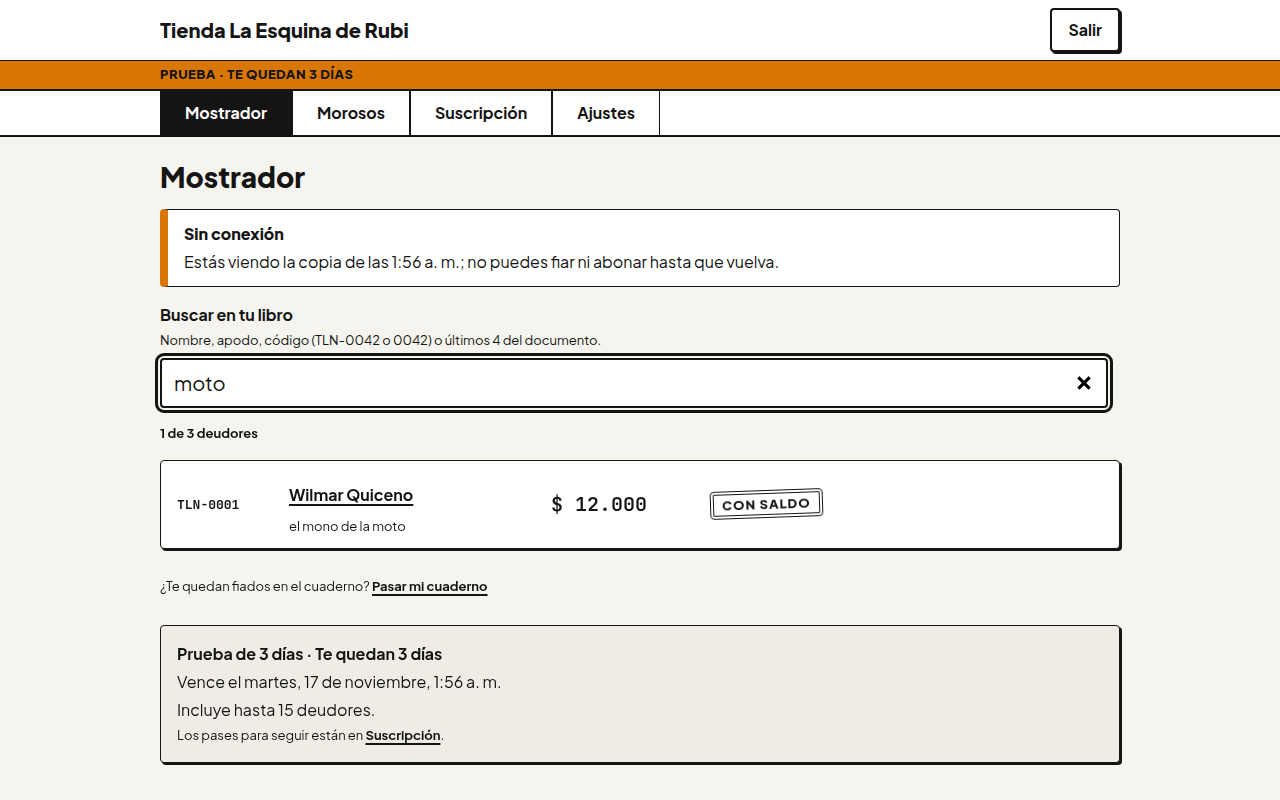 Tienda La Esquina de Rubi
Salir
PRUEBA · TE QUEDAN 3 DÍAS
Mostrador
Morosos
Suscripción
Ajustes
Mostrador
Sin conexión
Estás viendo la copia de las 1:56 a. m.; no puedes fiar ni abonar hasta que vuelva.
Buscar en tu libro
Nombre, apodo, código (TLN-0042 o 0042) o últimos 4 del documento.
moto
1 de 3 deudores
TLN-0001
Wilmar Quiceno
el mono de la moto
$ 12.000
CON SALDO
¿Te quedan fiados en el cuaderno? Pasar mi cuaderno
Prueba de 3 días · Te quedan 3 días
Vence el martes, 17 de noviembre, 1:56 a. m.
Incluye hasta 15 deudores.
Los pases para seguir están en Suscripción.